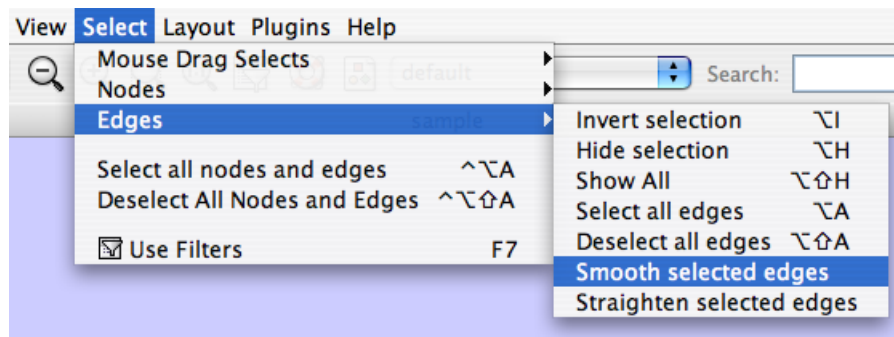 View Select Layout Plugins Help
Mouse Drag Selects
default
Search:
Nodes
Edges
sample
Select all nodes and edges ^⌥A
Deselect All Nodes and Edges ^⌥⇧A
Use Filters F7
Invert selection ⌥I
Hide selection ⌥H
Show All ⌥⇧H
Select all edges ⌥A
Deselect all edges ⌥⇧A
Smooth selected edges
Straighten selected edges